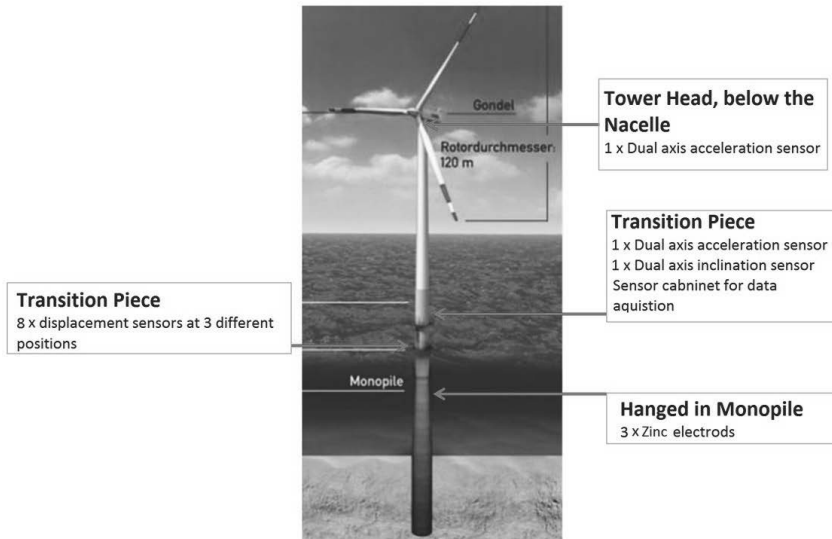 Gondel
Rotordurchmesser
120 m
Monopile
Tower Head, below the
Nacelle
1 x Dual axis acceleration sensor
Transition Piece
1 x Dual axis acceleration sensor
1 x Dual axis inclination sensor
Sensor cabninet for data
aquistion
Transition Piece
8 x displacement sensors at 3 different
positions
Hanged in Monopile
3 x Zinc electrods